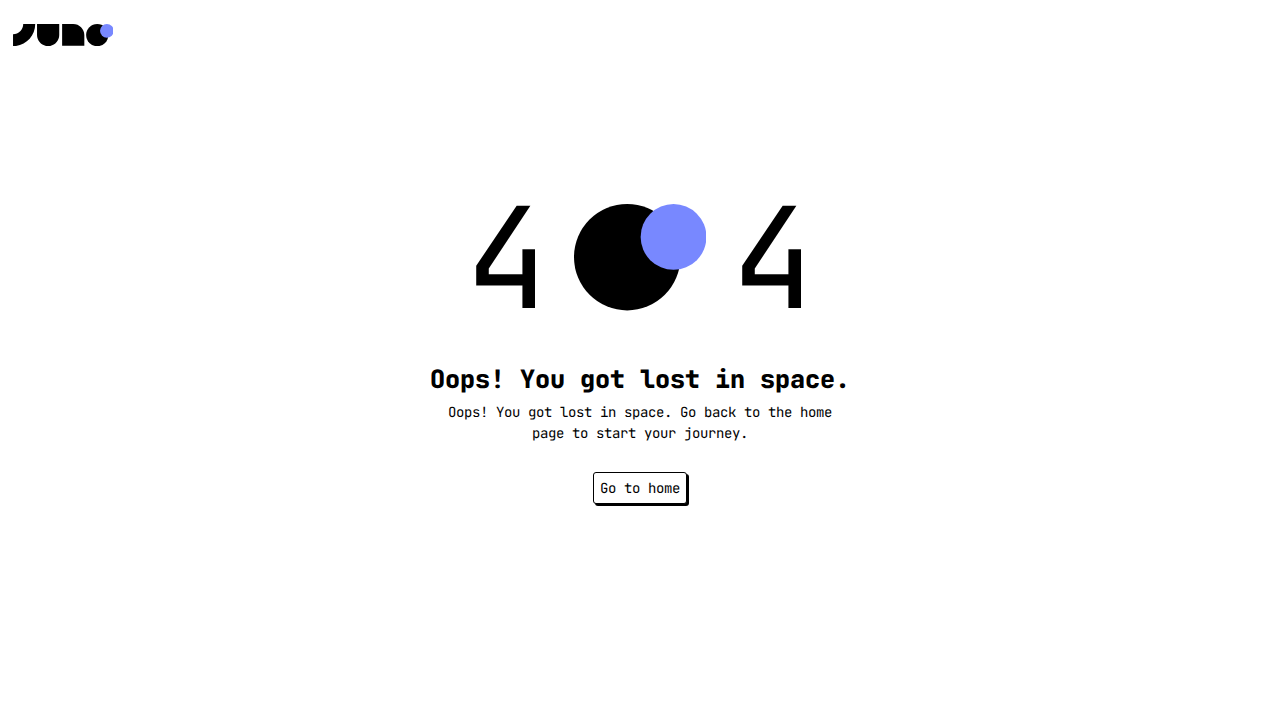 JUNO
4 4
Oops! You got lost in space.
Oops! You got lost in space. Go back to the home
page to start your journey.
Go to home